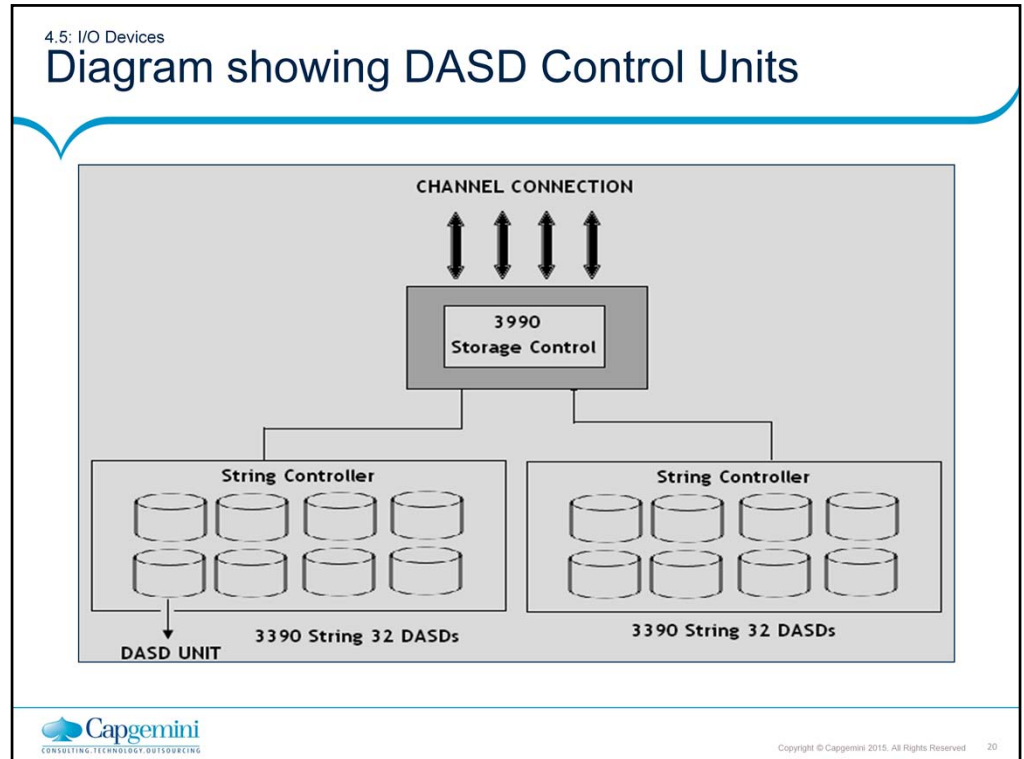 4.5: I/O Devices
Diagram showing DASD Control Units
CHANNEL CONNECTION
3990
Storage Control
String Controller
String Controller
3390 String 32 DASDs
3390 String 32 DASDs
DASD UNIT
Capgemini
CONSULTING.TECHNOLOGY.OUTSOURCING
Copyright © Capgemini 2015. All Rights Reserved 20